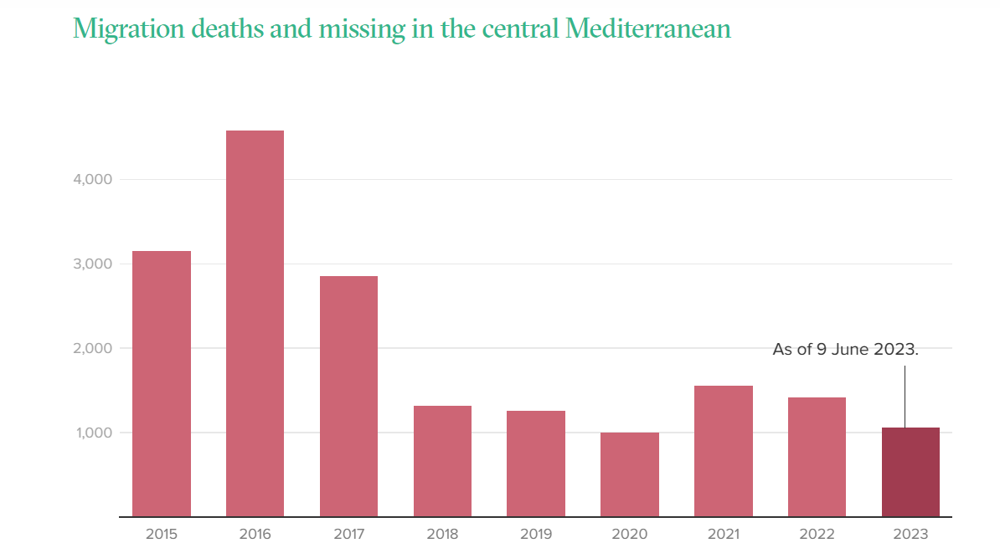 Migration deaths and missing in the central Mediterranean
4,000
3,000
2,000
As of 9 June 2023.
1,000
2015 2016 2017 2018 2019 2020 2021 2022 2023